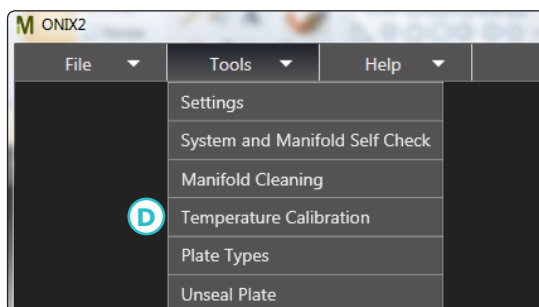 M ONIX2
File Tools Help
Settings
System and Manifold Self Check
Manifold Cleaning
D Temperature Calibration
Plate Types
Unseal Plate